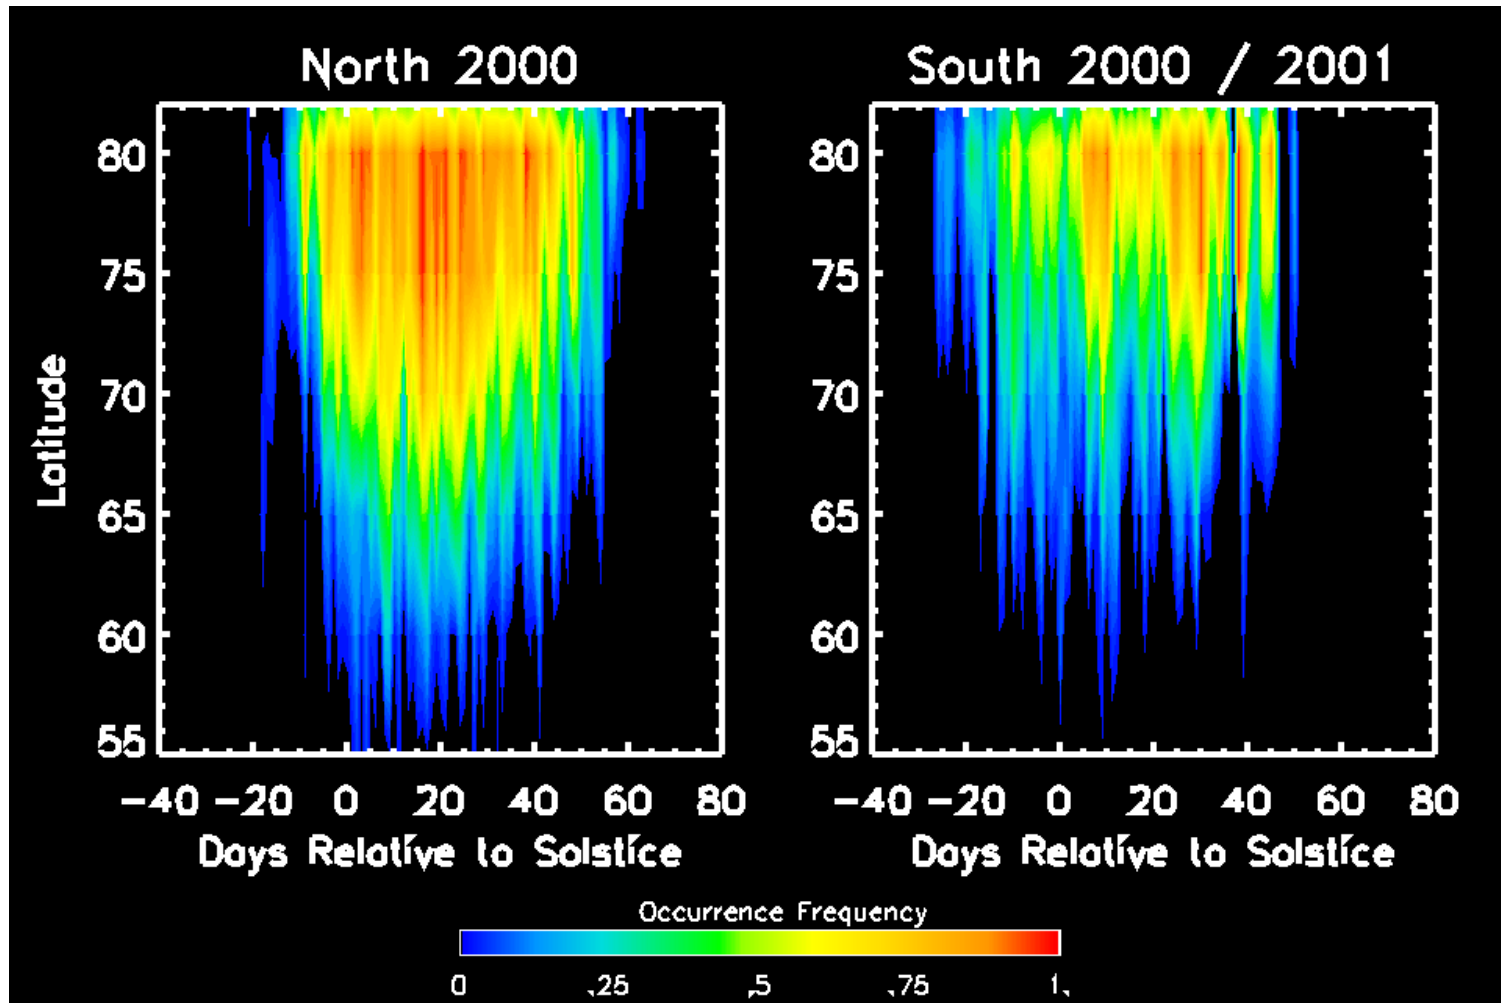 North 2000
South 2000 / 2001
80
75
70
65
60
55
Latitude
80
75
70
65
60
55
-40 -20 0 20 40 60 80
-40 -20 0 20 40 60 80
Days Relative to Solstice
Days Relative to Solstice
Occurrence Frequency
0 .25 .5 .75 1.